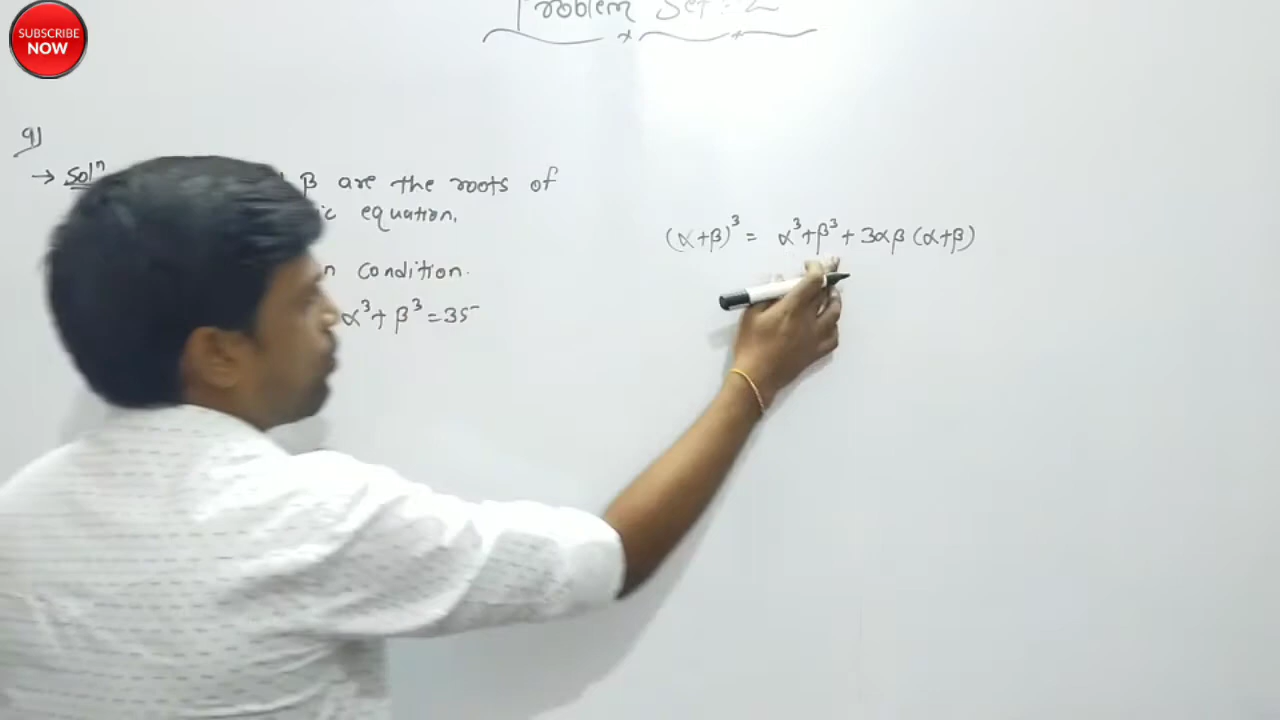 SUBSCRIBE
NOW
Problem Set: 2
9)
→ Solⁿ β are the roots of
equation.
condition.
α³ + β³ = 35
(α+β)³ = α³+β³ + 3αβ (α+β)